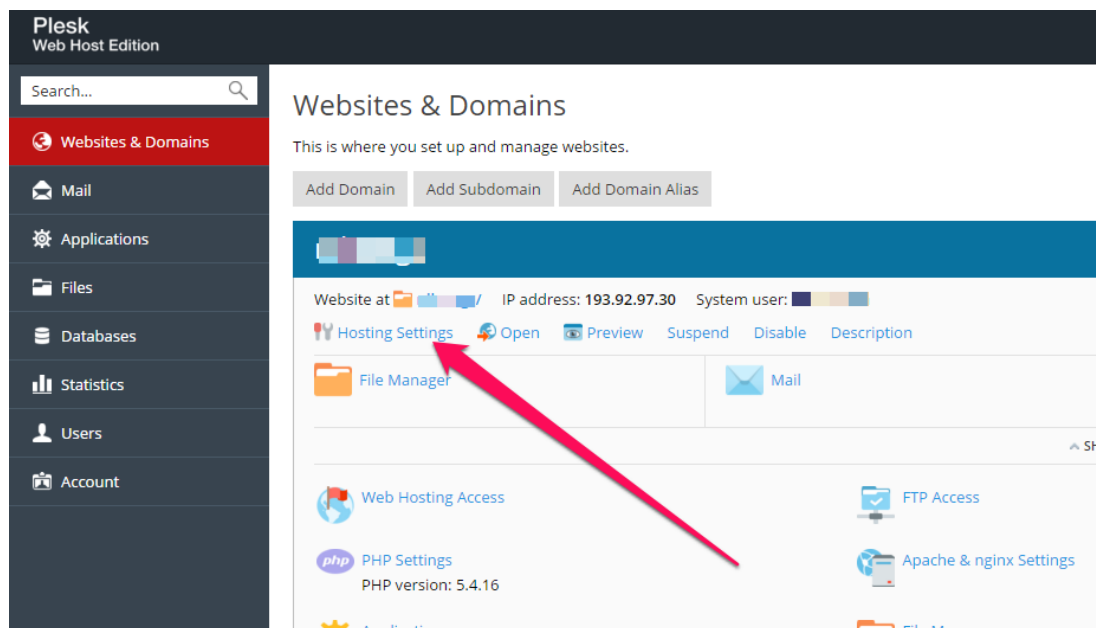 Plesk
Web Host Edition
Search...
Websites & Domains
Mail
Applications
Files
Databases
Statistics
Users
Account
Websites & Domains
This is where you set up and manage websites.
Add Domain Add Subdomain Add Domain Alias
Website at / IP address: 193.92.97.30 System user:
Hosting Settings Open Preview Suspend Disable Description
File Manager Mail
Web Hosting Access FTP Access
php PHP Settings Apache & nginx Settings
PHP version: 5.4.16